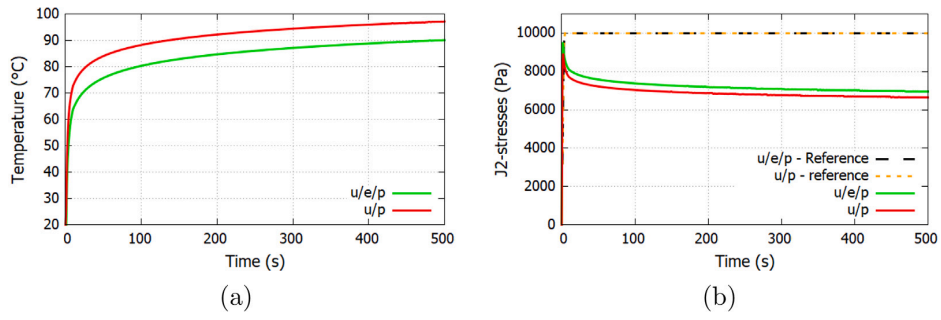 100
90
80
70
60
50
40
30
20
Temperature (°C)
u/e/p
u/p
0 100 200 300 400 500
Time (s)
(a)
10000
8000
6000
4000
2000
0
J2-stresses (Pa)
u/e/p - Reference
u/p - reference
u/e/p
u/p
0 100 200 300 400 500
Time (s)
(b)